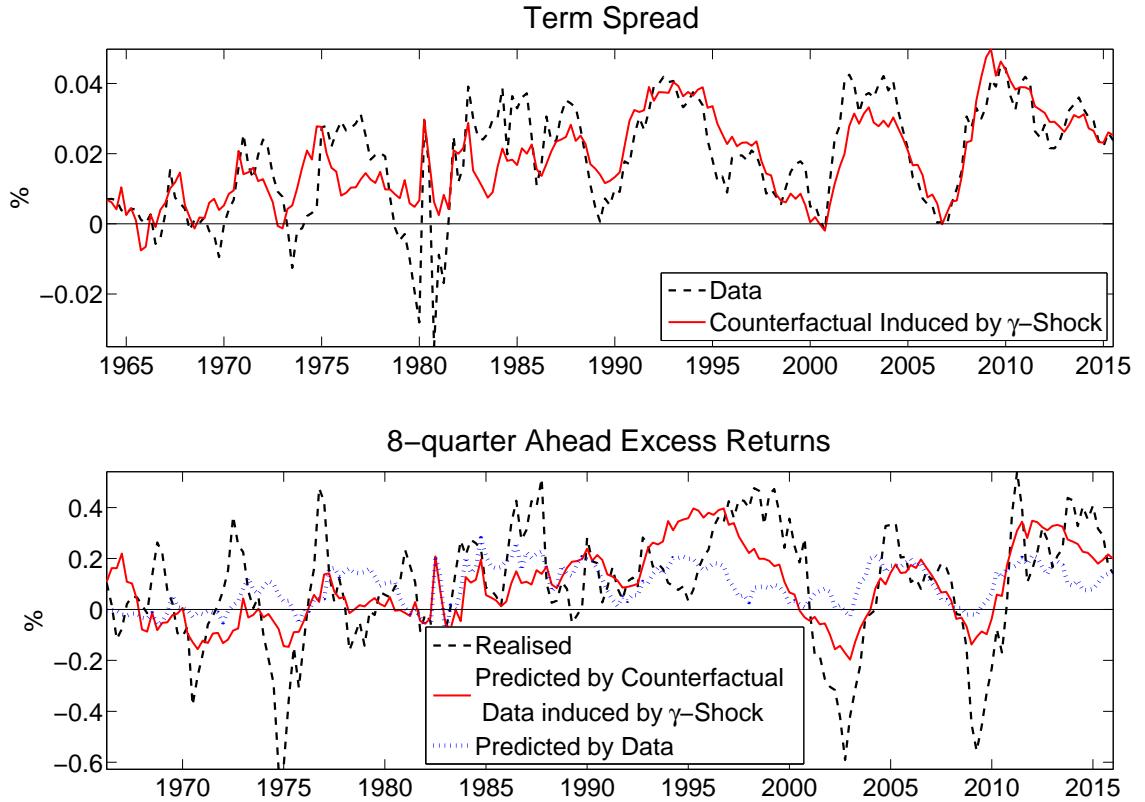 Term Spread
%
0.04
0.02
0
−0.02
1965 1970 1975 1980 1985 1990 1995 2000 2005 2010 2015
Data
Counterfactual Induced by γ−Shock
8−quarter Ahead Excess Returns
%
0.4
0.2
0
−0.2
−0.4
−0.6
1970 1975 1980 1985 1990 1995 2000 2005 2010 2015
Realised
Predicted by Counterfactual
Data induced by γ−Shock
Predicted by Data